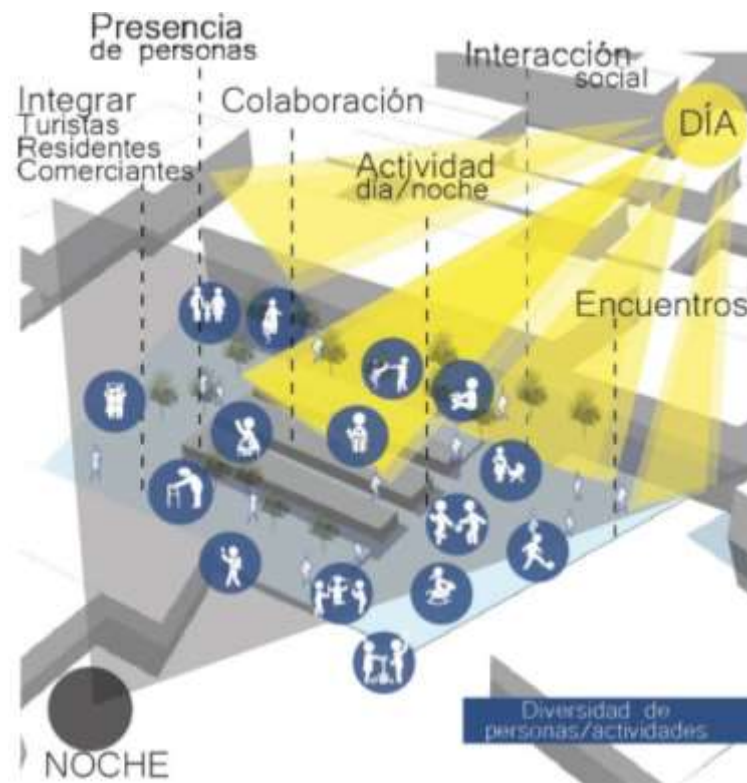 Presencia
de personas
Interacción
social
Integrar
Turistas
Residentes
Comerciantes
Colaboración
DÍA
Actividad
día/noche
Encuentros
Diversidad de
personas/actividades
NOCHE